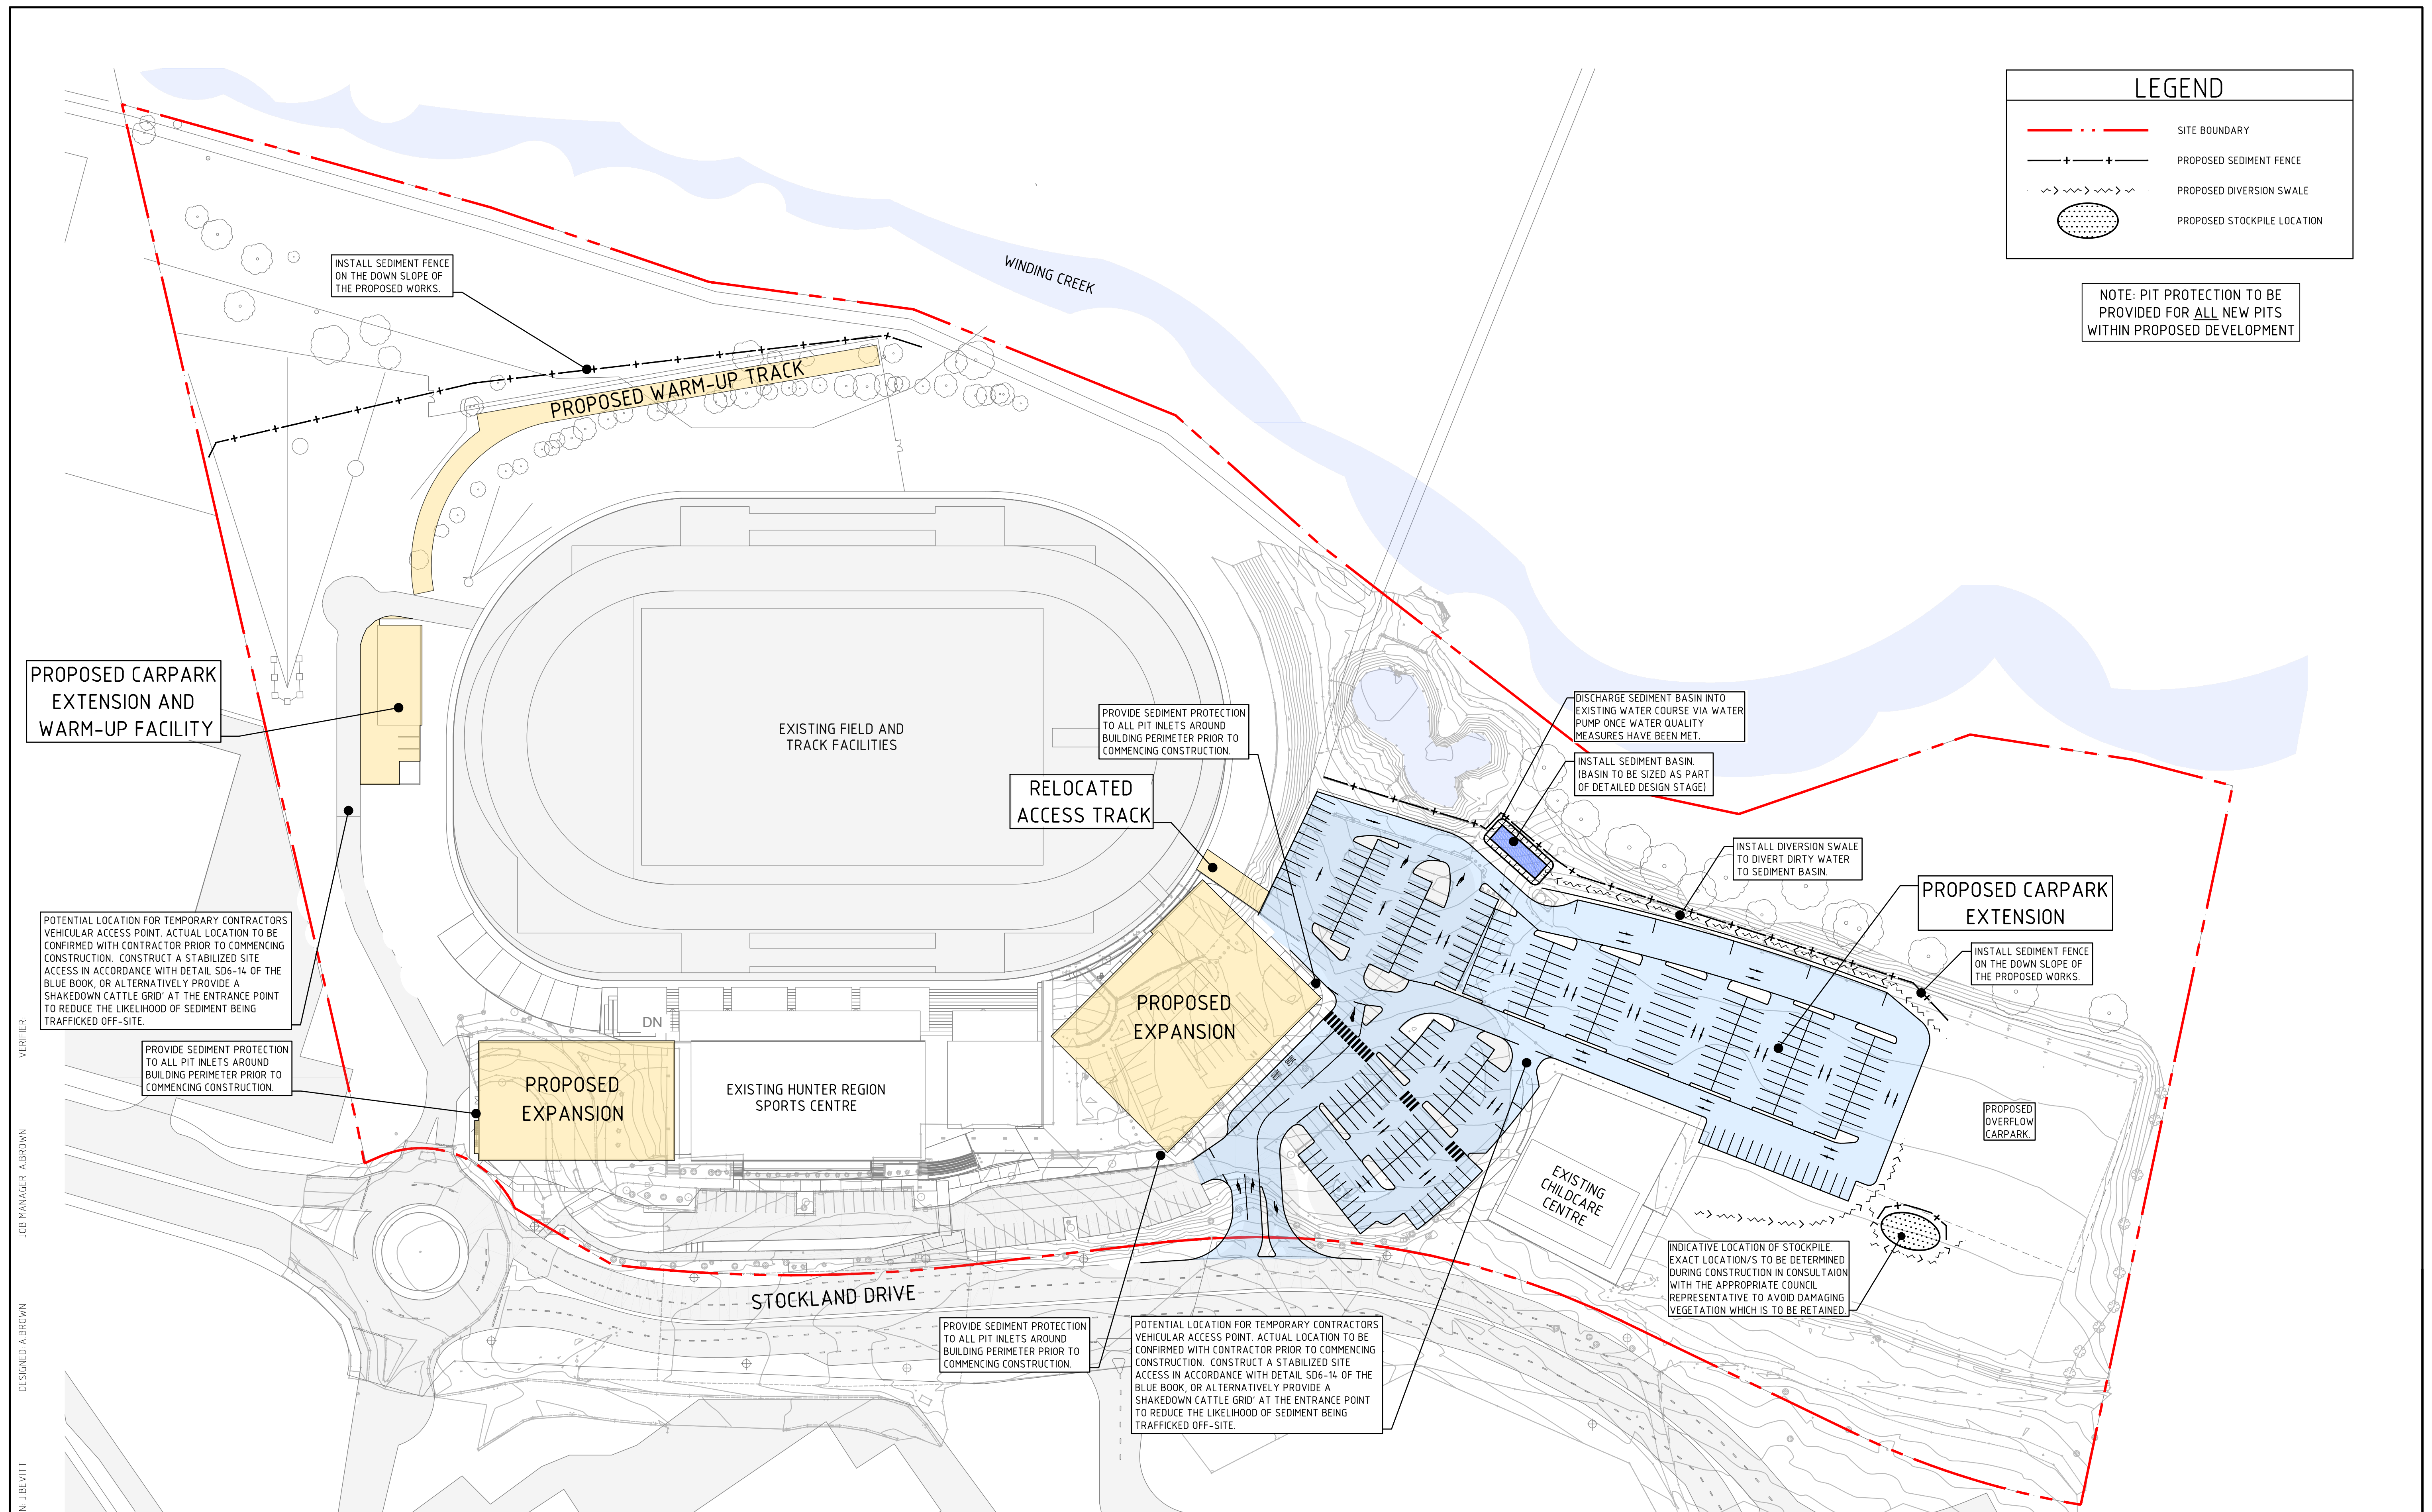 LEGEND
SITE BOUNDARY
PROPOSED SEDIMENT FENCE
PROPOSED DIVERSION SWALE
PROPOSED STOCKPILE LOCATION
NOTE: PIT PROTECTION TO BE
PROVIDED FOR ALL NEW PITS
WITHIN PROPOSED DEVELOPMENT
WINDING CREEK
INSTALL SEDIMENT FENCE
ON THE DOWN SLOPE OF
THE PROPOSED WORKS.
PROPOSED WARM-UP TRACK
PROPOSED CARPARK
EXTENSION AND
WARM-UP FACILITY
EXISTING FIELD AND
TRACK FACILITIES
PROVIDE SEDIMENT PROTECTION
TO ALL PIT INLETS AROUND
BUILDING PERIMETER PRIOR TO
COMMENCING CONSTRUCTION.
DISCHARGE SEDIMENT BASIN INTO
EXISTING WATER COURSE VIA WATER
PUMP ONCE WATER QUALITY
MEASURES HAVE BEEN MET.
INSTALL SEDIMENT BASIN.
(BASIN TO BE SIZED AS PART
OF DETAILED DESIGN STAGE)
RELOCATED
ACCESS TRACK
INSTALL DIVERSION SWALE
TO DIVERT DIRTY WATER
TO SEDIMENT BASIN.
PROPOSED CARPARK
EXTENSION
INSTALL SEDIMENT FENCE
ON THE DOWN SLOPE OF
THE PROPOSED WORKS.
POTENTIAL LOCATION FOR TEMPORARY CONTRACTORS
VEHICULAR ACCESS POINT. ACTUAL LOCATION TO BE
CONFIRMED WITH CONTRACTOR PRIOR TO COMMENCING
CONSTRUCTION. CONSTRUCT A STABILIZED SITE
ACCESS IN ACCORDANCE WITH DETAIL SD6-14 OF THE
BLUE BOOK, OR ALTERNATIVELY PROVIDE A
SHAKEDOWN CATTLE GRID' AT THE ENTRANCE POINT
TO REDUCE THE LIKELIHOOD OF SEDIMENT BEING
TRAFFICKED OFF-SITE.
PROVIDE SEDIMENT PROTECTION
TO ALL PIT INLETS AROUND
BUILDING PERIMETER PRIOR TO
COMMENCING CONSTRUCTION.
DN
PROPOSED
EXPANSION
EXISTING HUNTER REGION
SPORTS CENTRE
PROPOSED
EXPANSION
EXISTING
CHILDCARE
CENTRE
PROPOSED
OVERFLOW
CARPARK.
INDICATIVE LOCATION OF STOCKPILE.
EXACT LOCATION/S TO BE DETERMINED
DURING CONSTRUCTION IN CONSULTAION
WITH THE APPROPRIATE COUNCIL
REPRESENTATIVE TO AVOID DAMAGING
VEGETATION WHICH IS TO BE RETAINED.
STOCKLAND DRIVE
PROVIDE SEDIMENT PROTECTION
TO ALL PIT INLETS AROUND
BUILDING PERIMETER PRIOR TO
COMMENCING CONSTRUCTION.
POTENTIAL LOCATION FOR TEMPORARY CONTRACTORS
VEHICULAR ACCESS POINT. ACTUAL LOCATION TO BE
CONFIRMED WITH CONTRACTOR PRIOR TO COMMENCING
CONSTRUCTION. CONSTRUCT A STABILIZED SITE
ACCESS IN ACCORDANCE WITH DETAIL SD6-14 OF THE
BLUE BOOK, OR ALTERNATIVELY PROVIDE A
SHAKEDOWN CATTLE GRID' AT THE ENTRANCE POINT
TO REDUCE THE LIKELIHOOD OF SEDIMENT BEING
TRAFFICKED OFF-SITE.
VERIFIER:
JOB MANAGER: A.BROWN
DESIGNED: A.BROWN
N: J.BEVITT